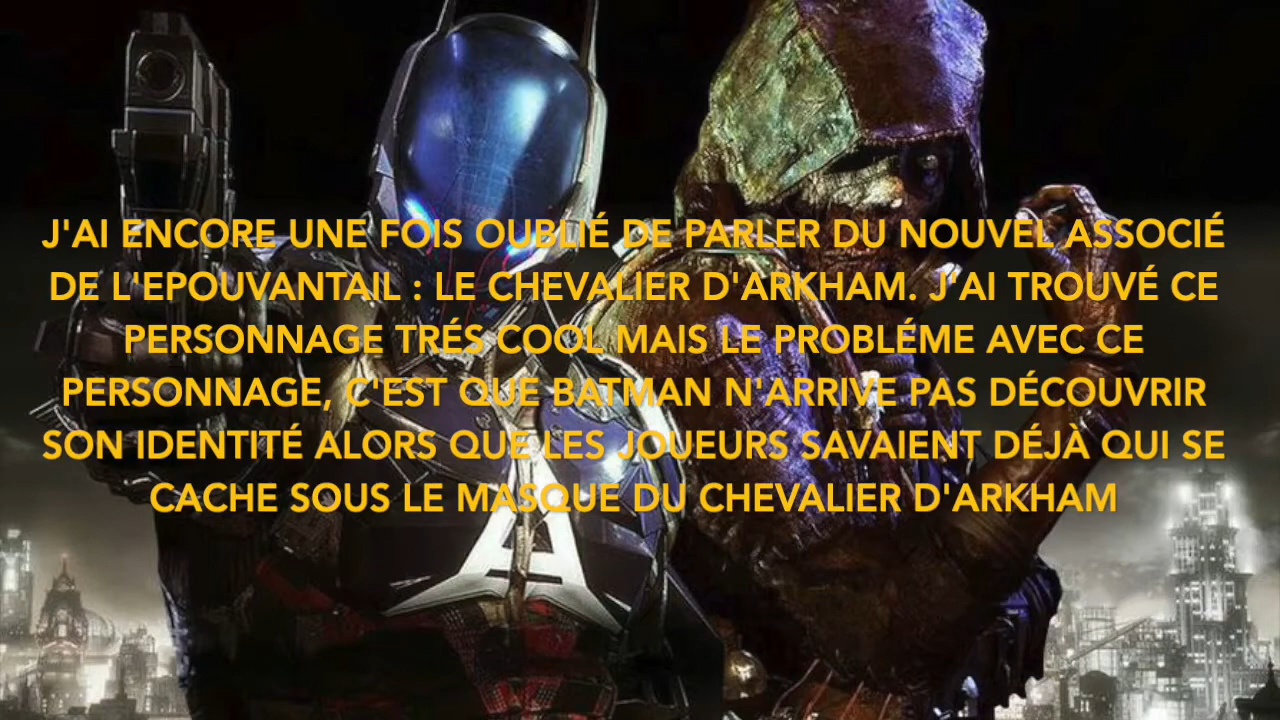 J'AI ENCORE UNE FOIS OUBLIÉ DE PARLER DU NOUVEL ASSOCIÉ
DE L'EPOUVANTAIL : LE CHEVALIER D'ARKHAM. J'AI TROUVÉ CE
PERSONNAGE TRÉS COOL MAIS LE PROBLÉME AVEC CE
PERSONNAGE, C'EST QUE BATMAN N'ARRIVE PAS DÉCOUVRIR
SON IDENTITÉ ALORS QUE LES JOUEURS SAVAIENT DÉJÀ QUI SE
CACHE SOUS LE MASQUE DU CHEVALIER D'ARKHAM
A